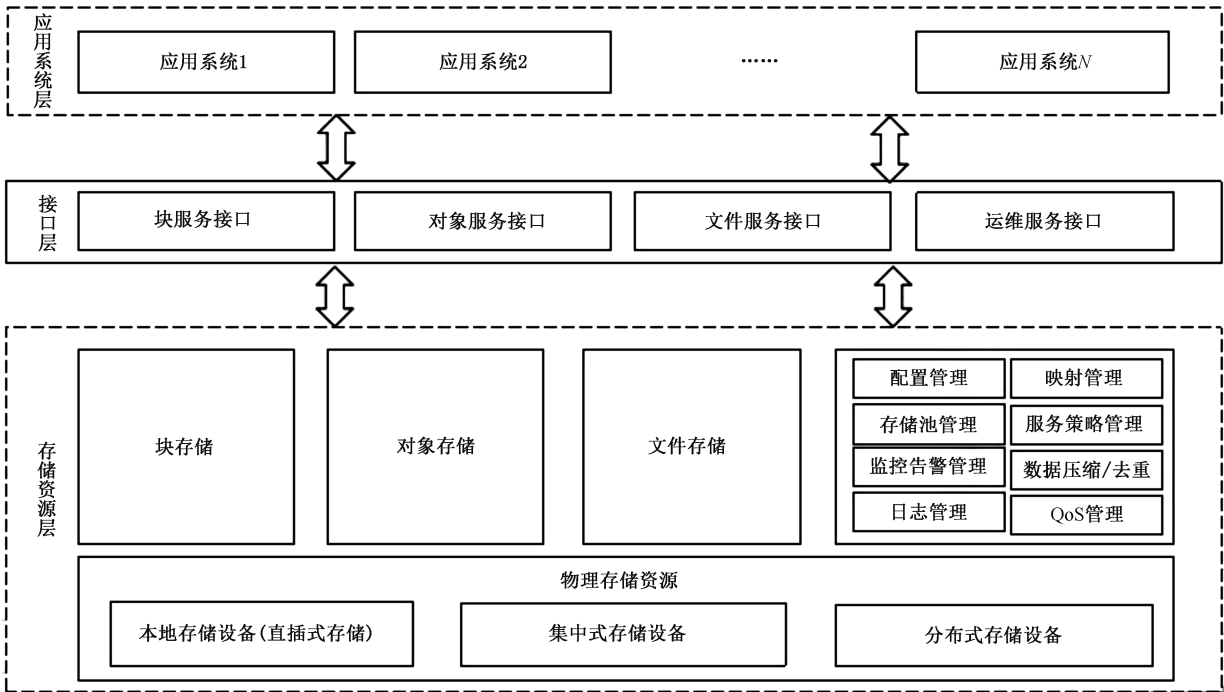 应用系统层
应用系统1
应用系统2
……
应用系统N
接口层
块服务接口
对象服务接口
文件服务接口
运维服务接口
存储资源层
块存储
对象存储
文件存储
配置管理
映射管理
存储池管理
服务策略管理
监控告警管理
数据压缩/去重
日志管理
QoS管理
物理存储资源
本地存储设备(直插式存储)
集中式存储设备
分布式存储设备